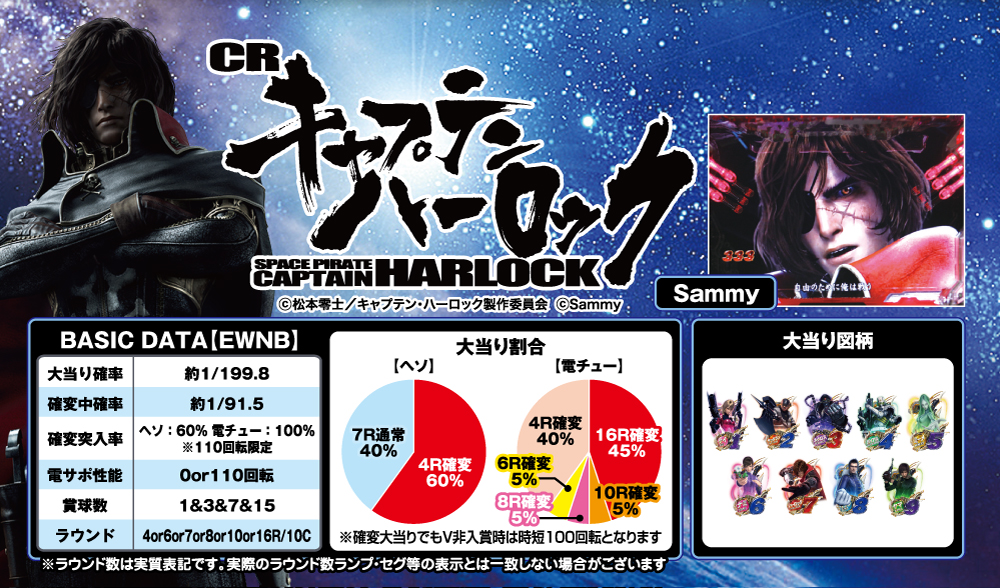 CR
キャプテン
ハーロック
SPACE PIRATE
CAPTAIN HARLOCK
©松本零士／キャプテン・ハーロック製作委員会 ©Sammy
333
Sammy
BASIC DATA【EWNB】
大当り確率 約1/199.8
確変中確率 約1/91.5
確変突入率 ヘソ：60% 電チュー：100%
※110回転限定
電サポ性能 0or110回転
賞球数 1&3&7&15
ラウンド 4or6or7or8or10or16R/10C
大当り割合
【ヘソ】
7R通常
40%
4R確変
60%
【電チュー】
4R確変
40%
16R確変
45%
6R確変
5%
8R確変
5%
10R確変
5%
※確変大当りでもV非入賞時は時短100回転となります
大当り図柄
1 2 3 4 5
6 7 8 9
※ラウンド数は実質表記です。実際のラウンド数ランプ・セグ等の表示とは一致しない場合がございます